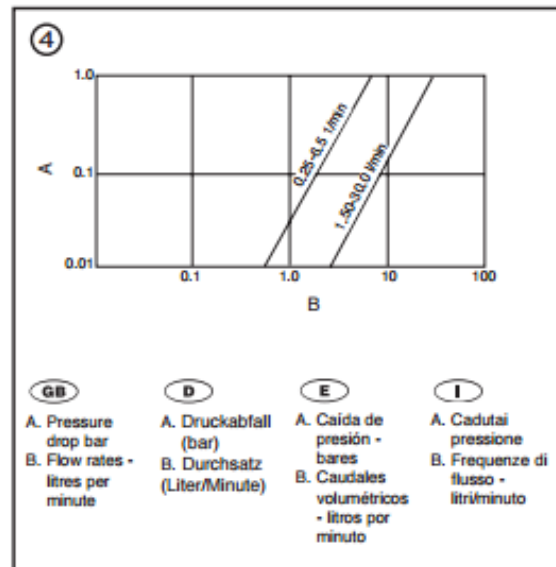 4
1.0
0.1
0.01
A
0.25-6.5 1/min
1.50-30.0 l/min
0.1
1.0
10
100
B
GB
A. Pressure
drop bar
B. Flow rates -
litres per
minute
D
A. Druckabfall
(bar)
B. Durchsatz
(Liter/Minute)
E
A. Caída de
presión -
bares
B. Caudales
volumétricos
- litros por
minuto
I
A. Cadutai
pressione
B. Frequenze di
flusso -
litri/minuto